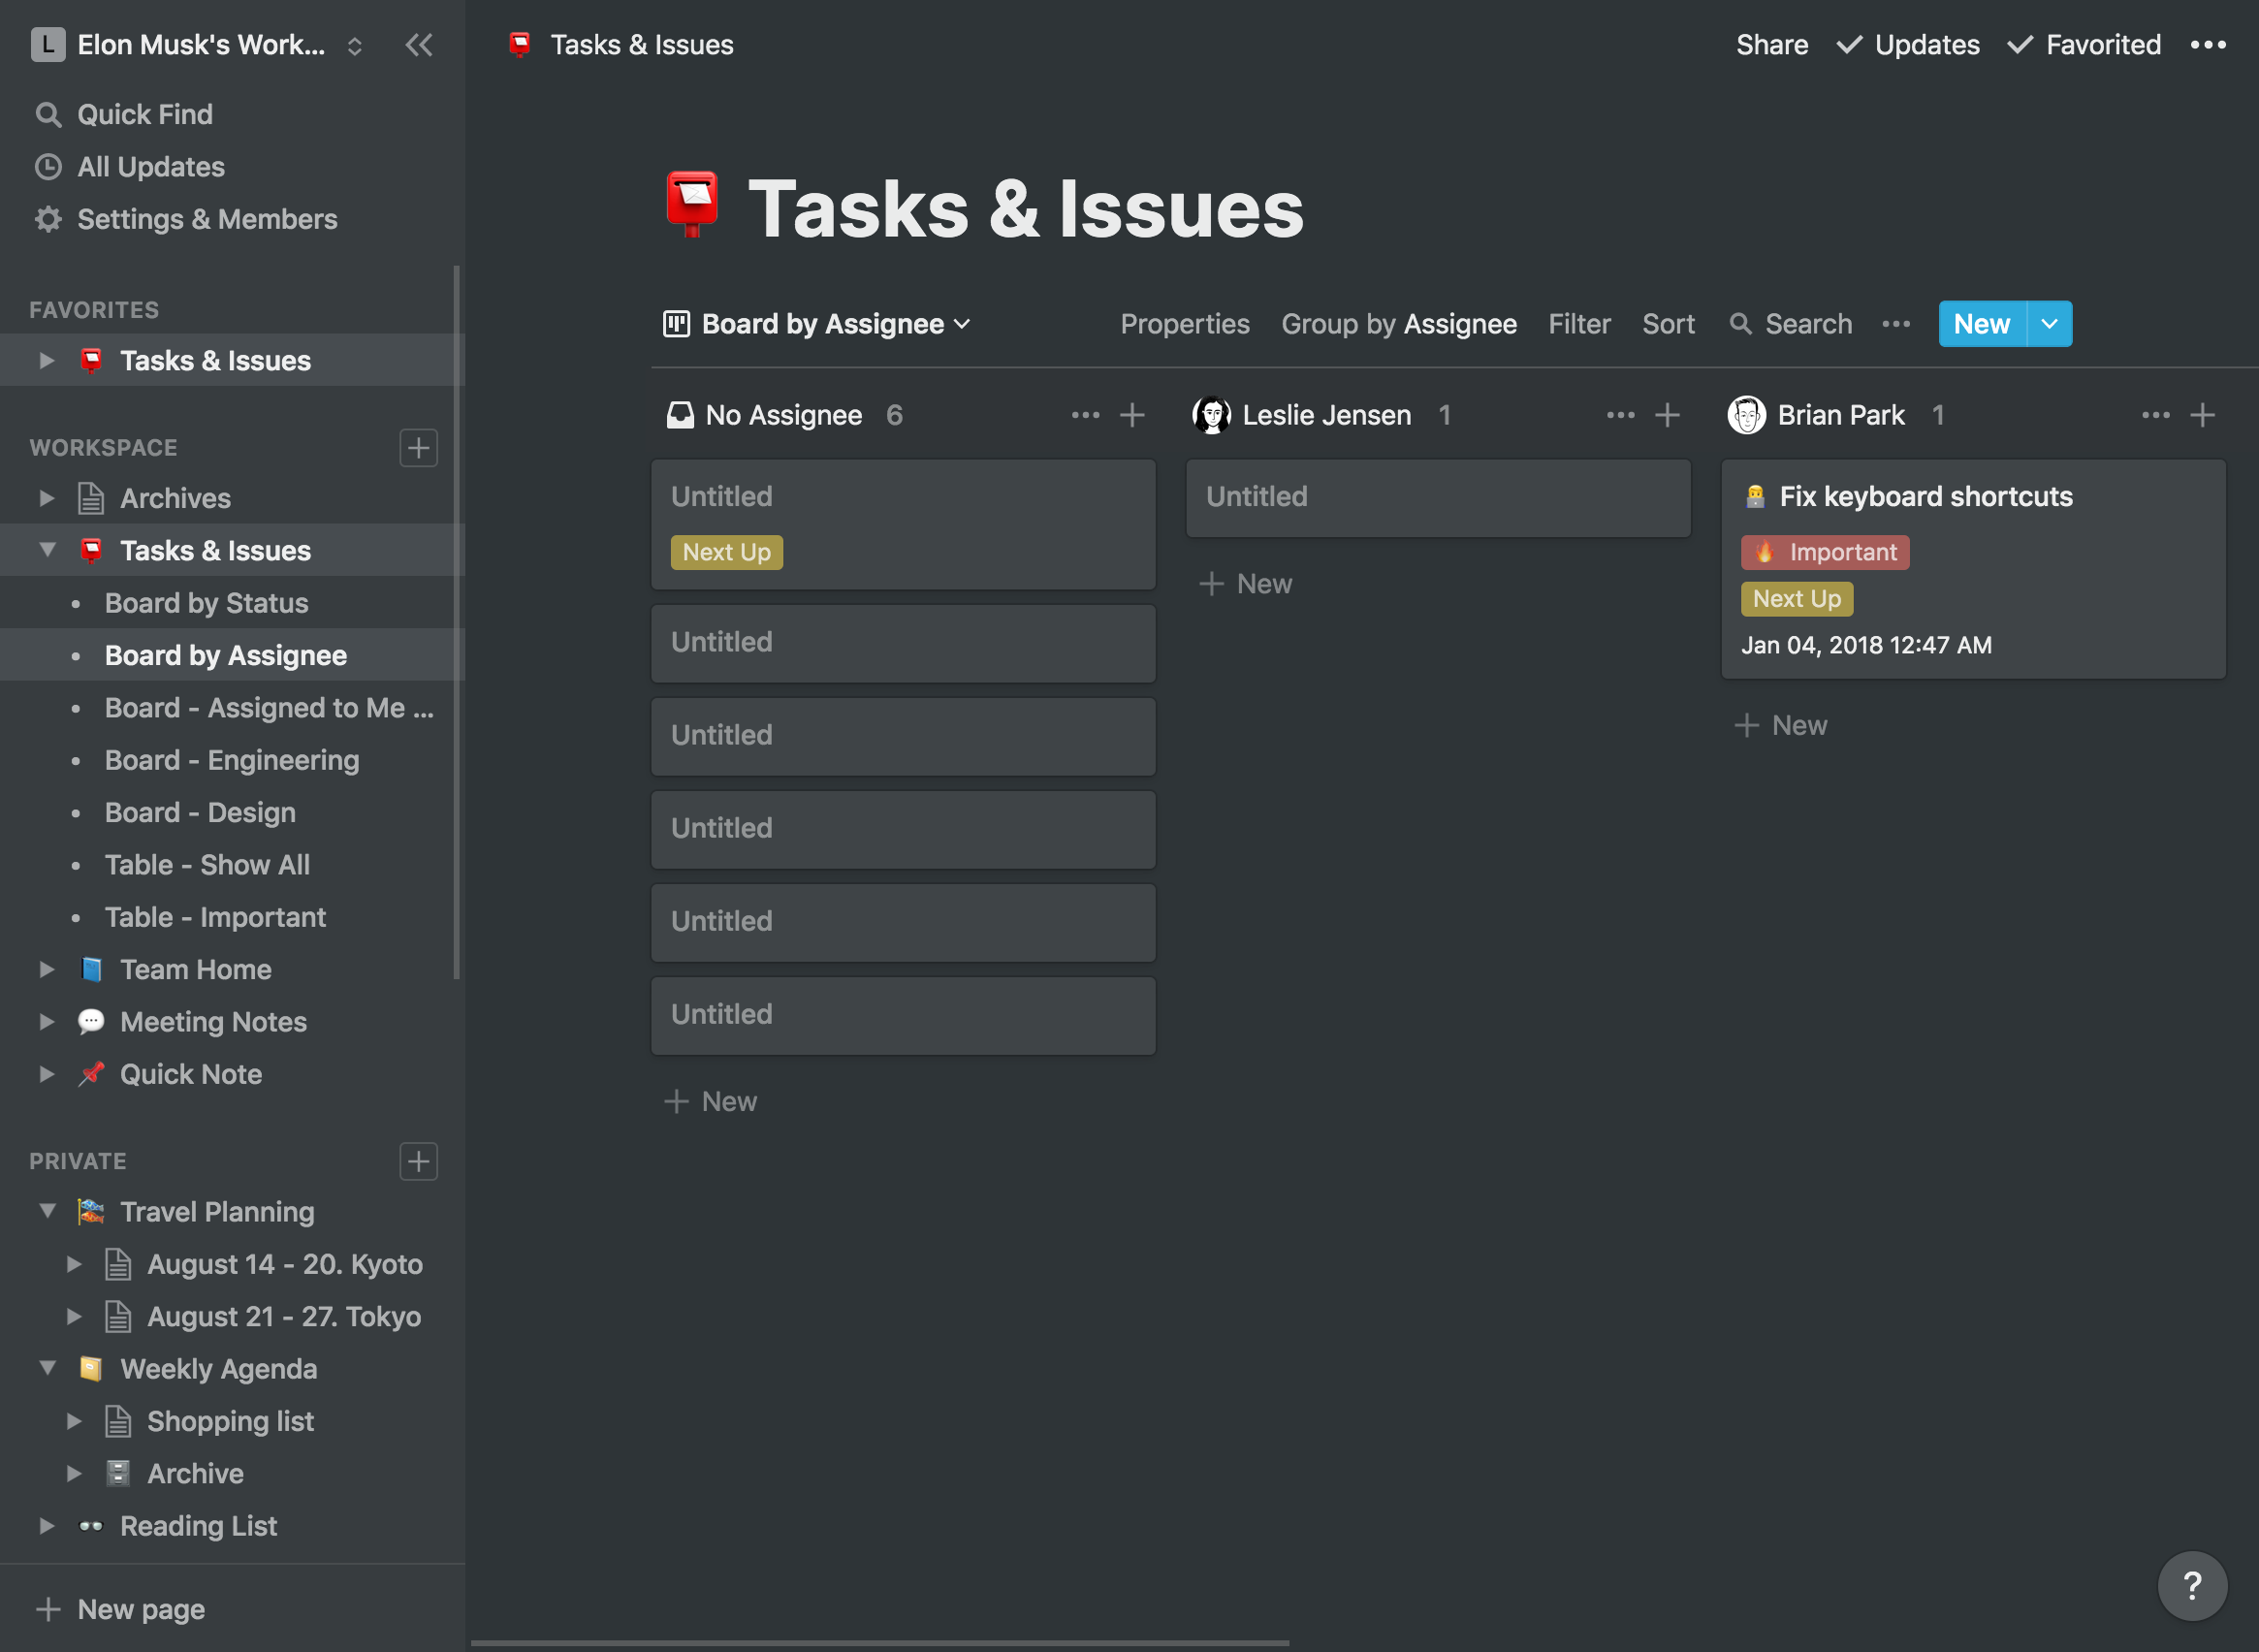 L Elon Musk's Work...
Quick Find
All Updates
Settings & Members
FAVORITES
Tasks & Issues
WORKSPACE
Archives
Tasks & Issues
Board by Status
Board by Assignee
Board - Assigned to Me ...
Board - Engineering
Board - Design
Table - Show All
Table - Important
Team Home
Meeting Notes
Quick Note
PRIVATE
Travel Planning
August 14 - 20. Kyoto
August 21 - 27. Tokyo
Weekly Agenda
Shopping list
Archive
Reading List
New page
Tasks & Issues
Share Updates Favorited
Tasks & Issues
Board by Assignee Properties Group by Assignee Filter Sort Search New
No Assignee 6
Untitled
Next Up
Untitled
Untitled
Untitled
Untitled
Untitled
New
Leslie Jensen 1
Untitled
New
Brian Park 1
Fix keyboard shortcuts
Important
Next Up
Jan 04, 2018 12:47 AM
New
?